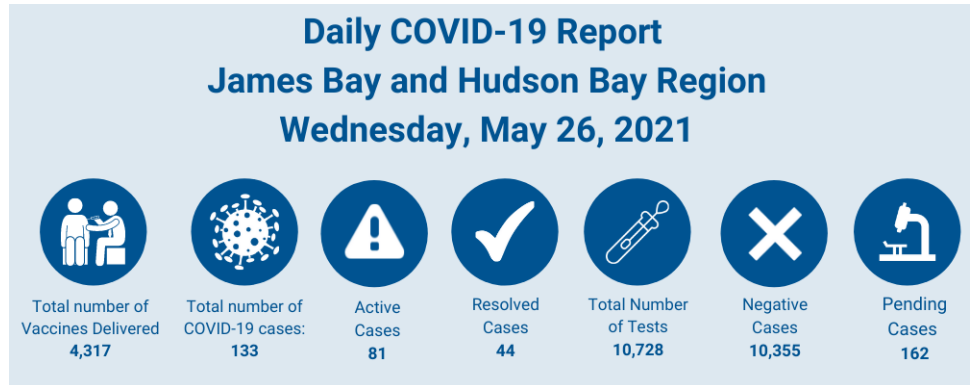 Daily COVID-19 Report
James Bay and Hudson Bay Region
Wednesday, May 26, 2021
Total number of
Vaccines Delivered
4,317
Total number of
COVID-19 cases:
133
Active
Cases
81
Resolved
Cases
44
Total Number
of Tests
10,728
Negative
Cases
10,355
Pending
Cases
162